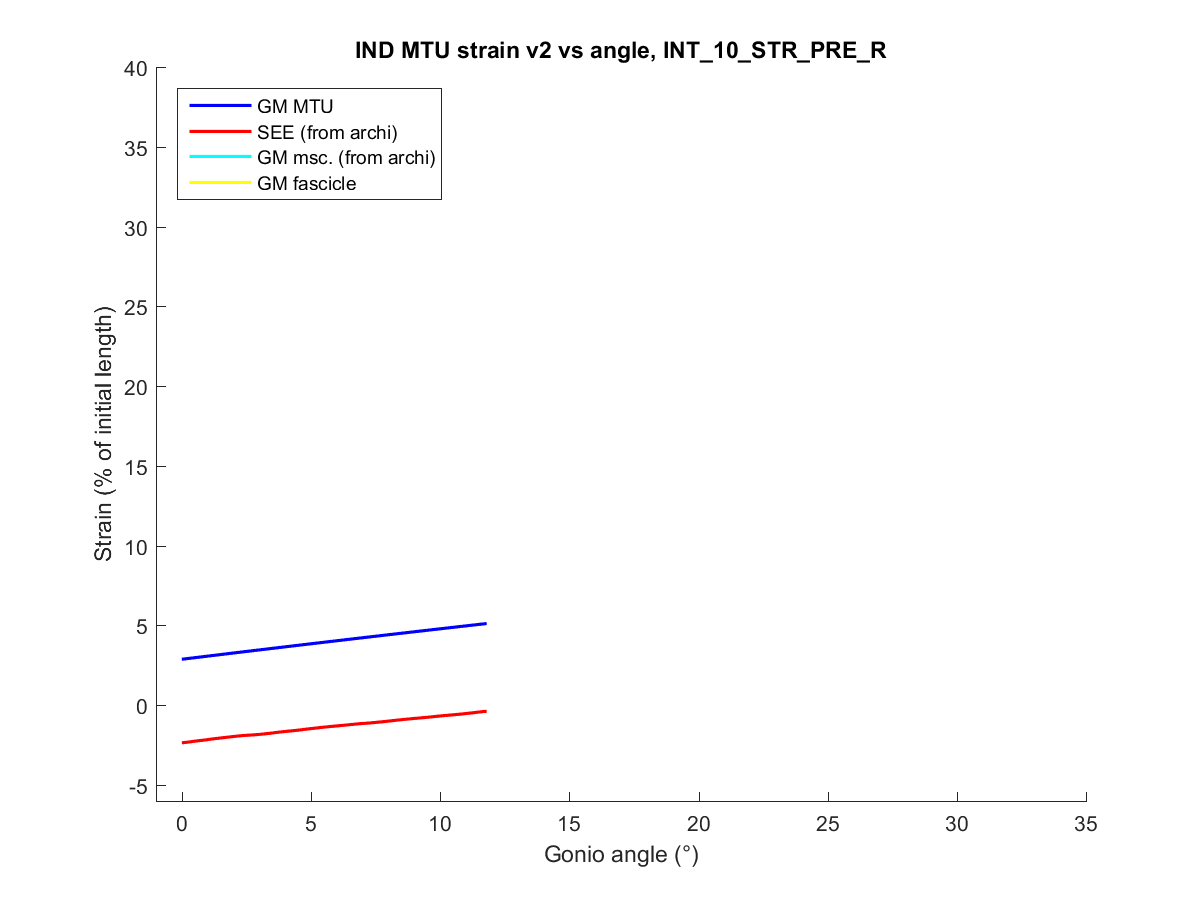 IND MTU strain v2 vs angle, INT_10_STR_PRE_R
GM MTU
SEE (from archi)
GM msc. (from archi)
GM fascicle
Strain (% of initial length)
40
35
30
25
20
15
10
5
0
-5
0 5 10 15 20 25 30 35
Gonio angle (°)